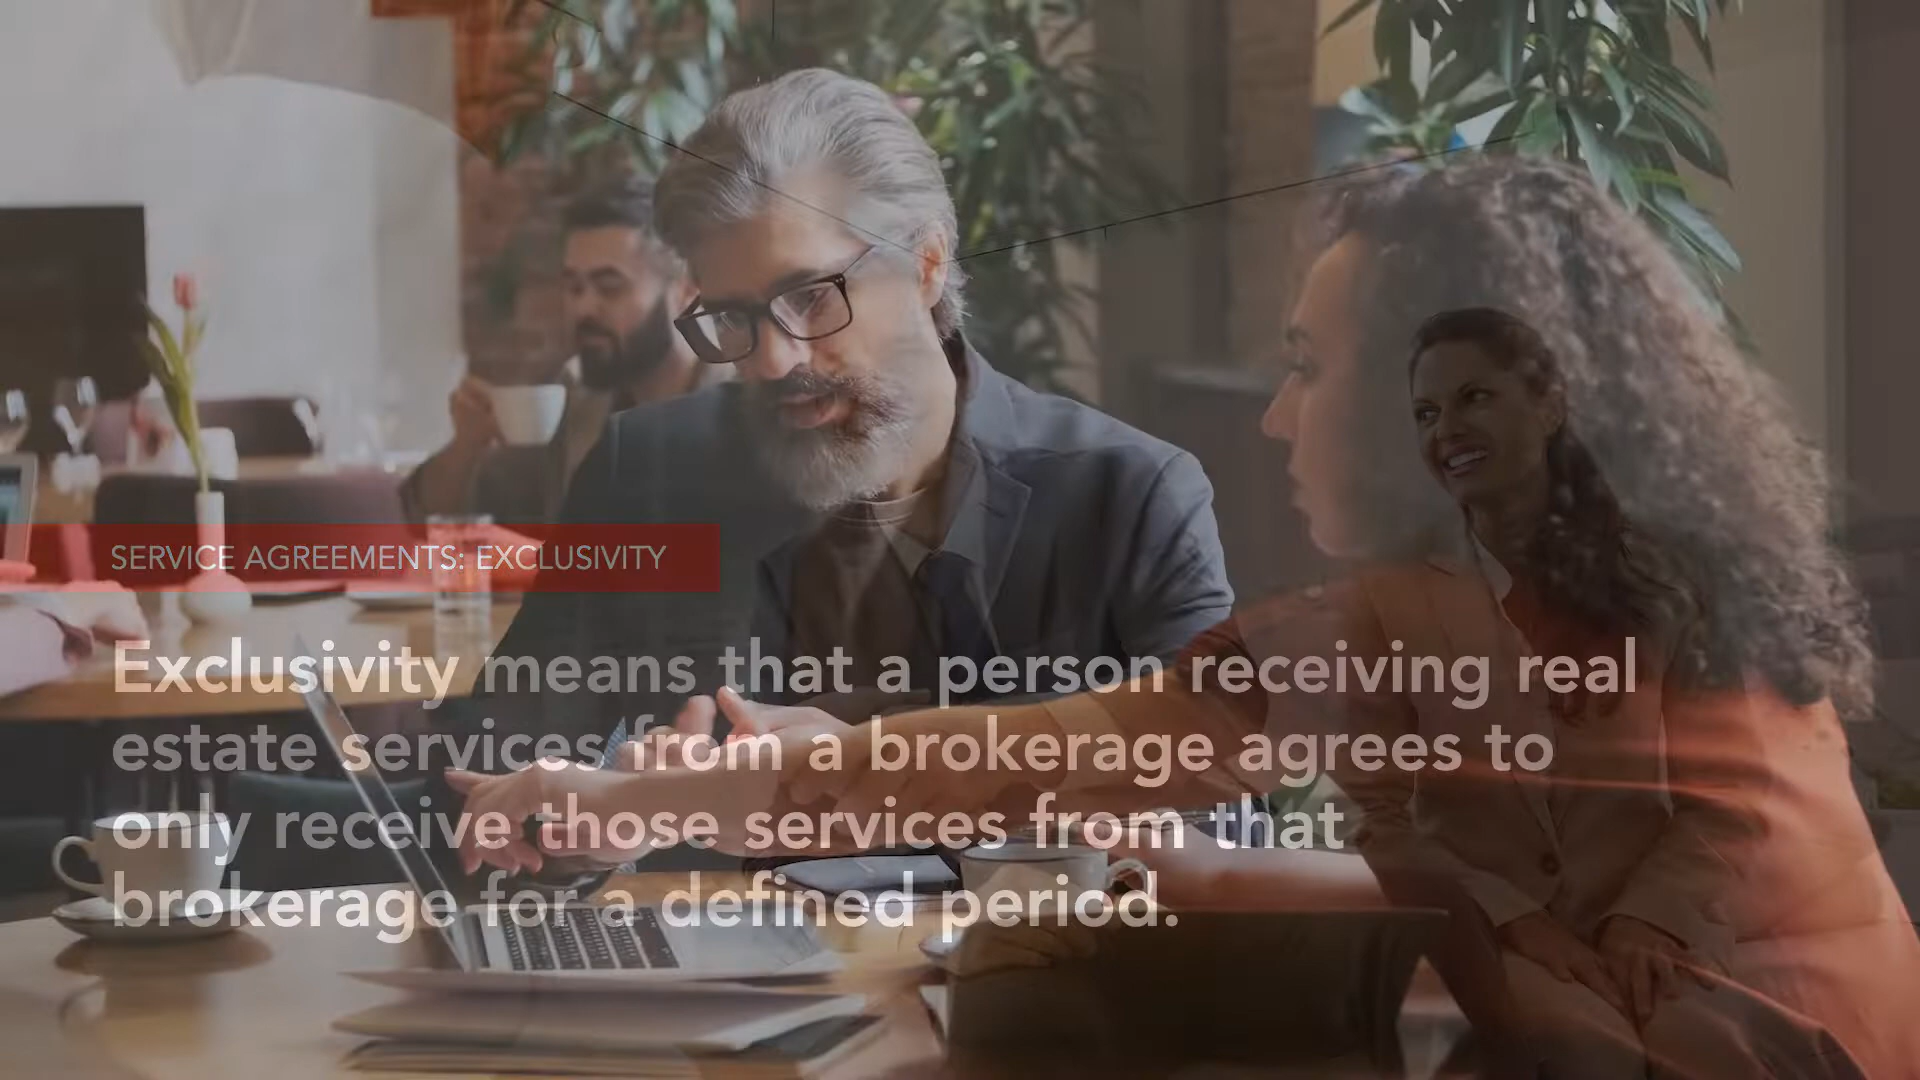 SERVICE AGREEMENTS: EXCLUSIVITY
Exclusivity means that a person receiving real
estate services from a brokerage agrees to
only receive those services from that
brokerage for a defined period.